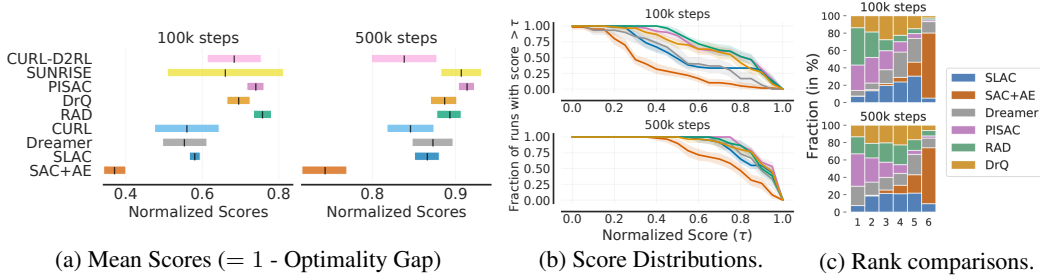 100k steps
500k steps
CURL-D2RL
SUNRISE
PISAC
DrQ
RAD
CURL
Dreamer
SLAC
SAC+AE
0.4 0.6 0.8
Normalized Scores
0.8 0.9
Normalized Scores
(a) Mean Scores (= 1 - Optimality Gap)
Fraction of runs with score > τ
100k steps
1.00
0.75
0.50
0.25
0.00
0.0 0.2 0.4 0.6 0.8 1.0
500k steps
1.00
0.75
0.50
0.25
0.00
0.0 0.2 0.4 0.6 0.8 1.0
Normalized Score (τ)
(b) Score Distributions.
Fraction (in %)
100k steps
100
80
60
40
20
0
500k steps
100
80
60
40
20
0
1 2 3 4 5 6
SLAC
SAC+AE
Dreamer
PISAC
RAD
DrQ
(c) Rank comparisons.